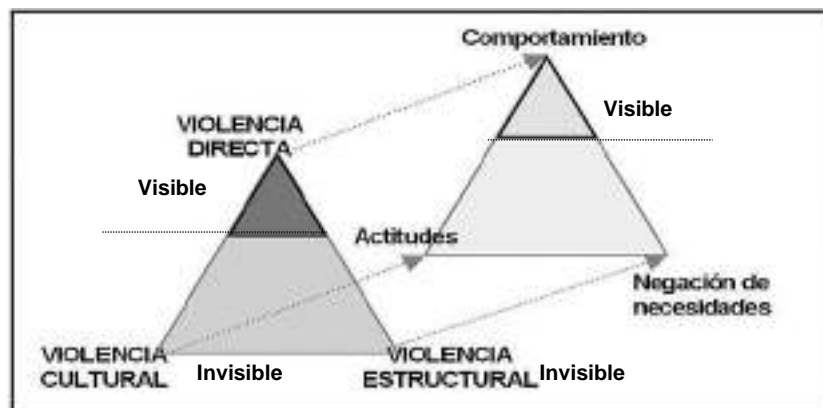 Comportamiento
Visible
VIOLENCIA
DIRECTA
Visible
Actitudes
Negación de
necesidades
VIOLENCIA
CULTURAL
Invisible
VIOLENCIA
ESTRUCTURAL
Invisible